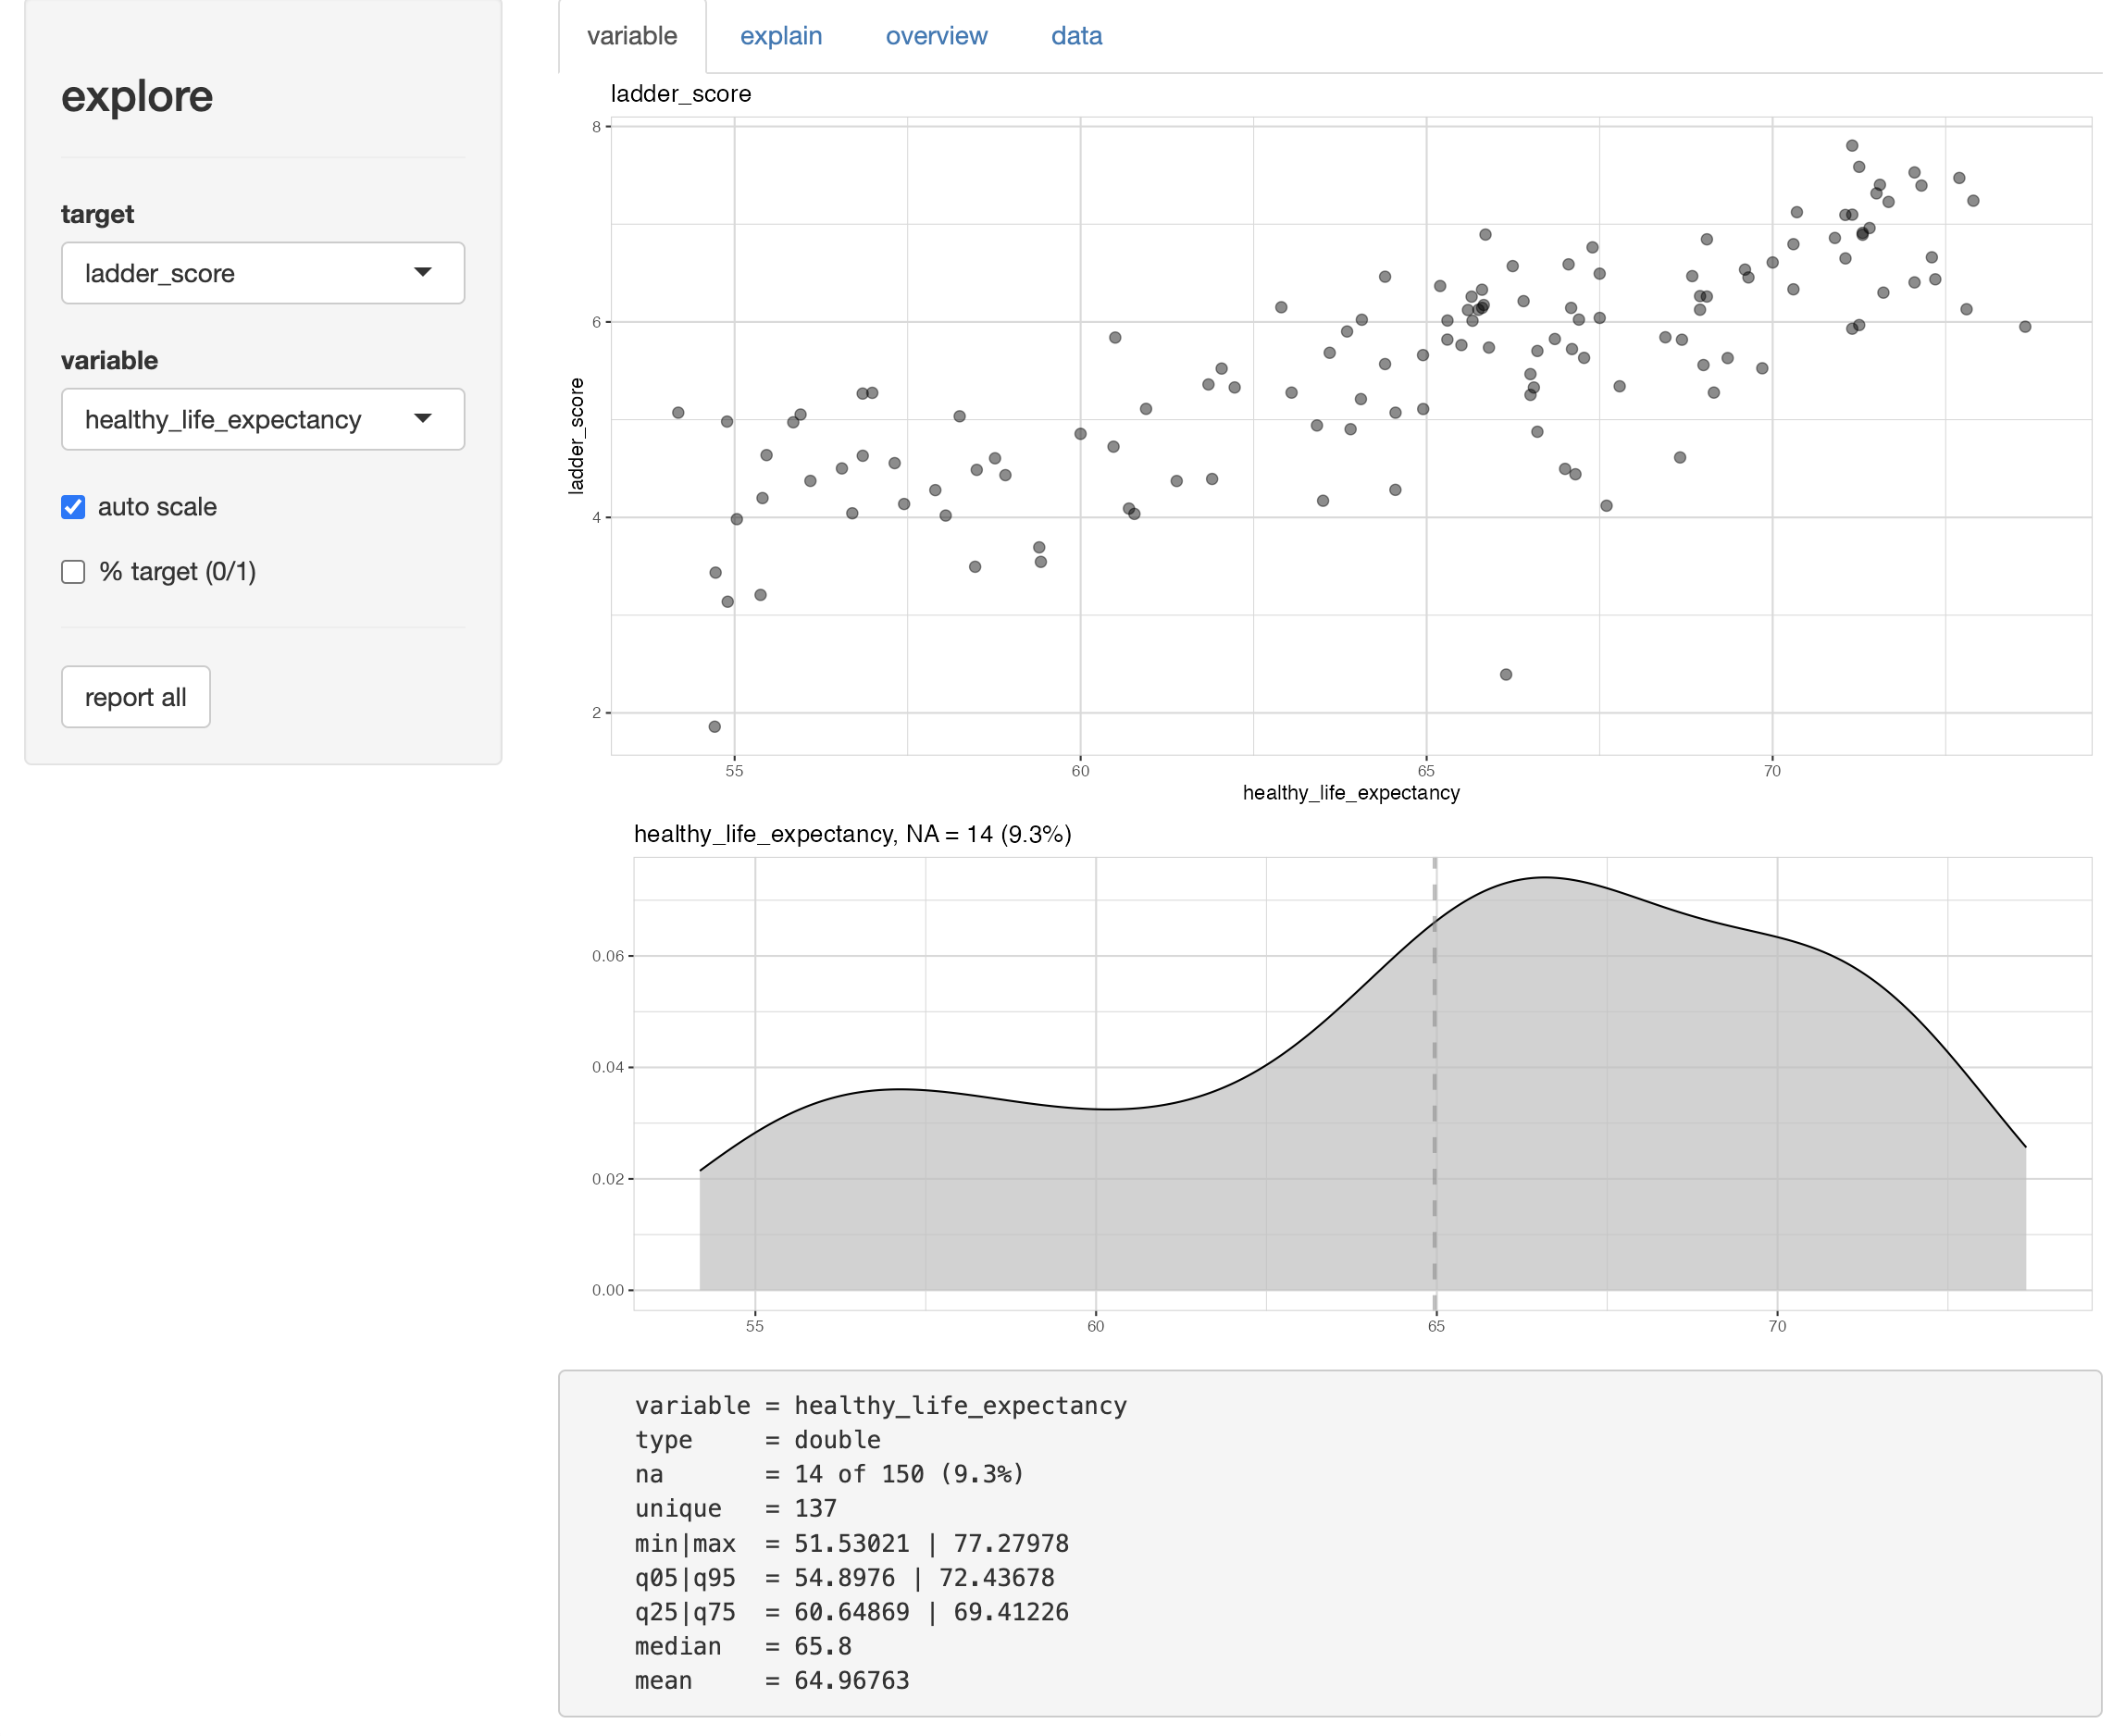 explore
target
ladder_score
variable
healthy_life_expectancy
auto scale
% target (0/1)
report all
variable explain overview data
ladder_score
8
6
4
2
ladder_score
55 60 65 70
healthy_life_expectancy
healthy_life_expectancy, NA = 14 (9.3%)
0.06
0.04
0.02
0.00
55 60 65 70
variable = healthy_life_expectancy
type     = double
na       = 14 of 150 (9.3%)
unique   = 137
min|max  = 51.53021 | 77.27978
q05|q95  = 54.8976 | 72.43678
q25|q75  = 60.64869 | 69.41226
median   = 65.8
mean     = 64.96763